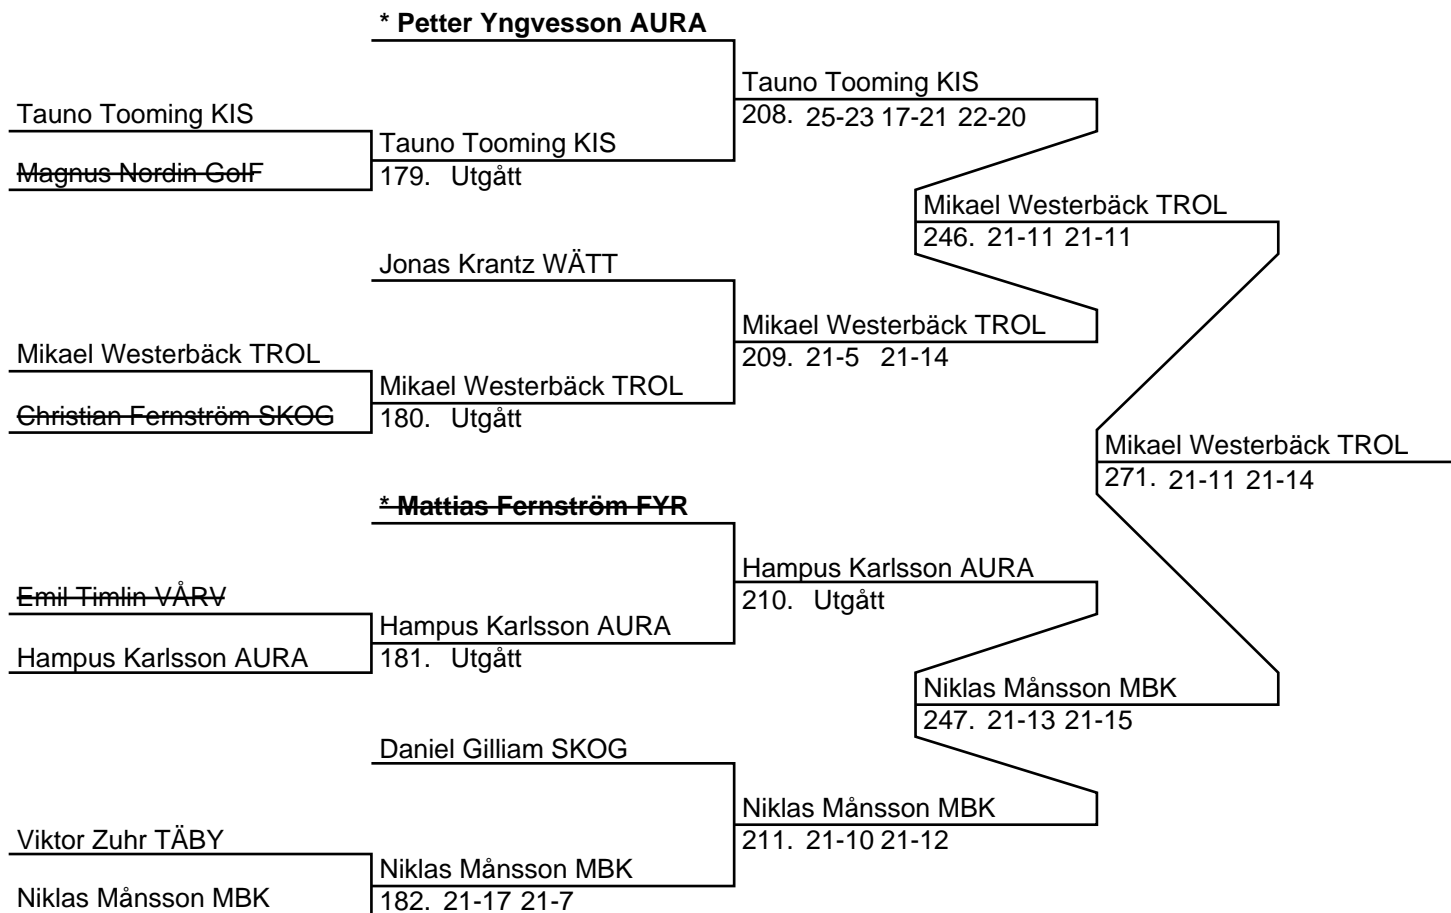 * Petter Yngvesson AURA
Tauno Tooming KIS
208. 25-23 17-21 22-20
Tauno Tooming KIS
Tauno Tooming KIS
Magnus Nordin GoIF
179. Utgått
Mikael Westerbäck TROL
246. 21-11 21-11
Jonas Krantz WÄTT
Mikael Westerbäck TROL
209. 21-5 21-14
Mikael Westerbäck TROL
Mikael Westerbäck TROL
Christian Fernström SKOG
180. Utgått
Mikael Westerbäck TROL
271. 21-11 21-14
* Mattias Fernström FYR
Hampus Karlsson AURA
210. Utgått
Emil Timlin VÅRV
Hampus Karlsson AURA
Hampus Karlsson AURA
181. Utgått
Niklas Månsson MBK
247. 21-13 21-15
Daniel Gilliam SKOG
Niklas Månsson MBK
211. 21-10 21-12
Viktor Zuhr TÄBY
Niklas Månsson MBK
Niklas Månsson MBK
182. 21-17 21-7